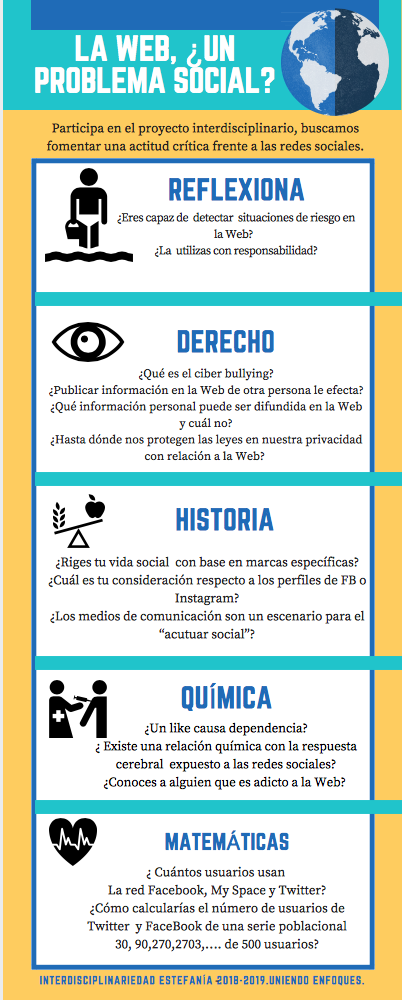 LA WEB, ¿UN
PROBLEMA SOCIAL?
Participa en el proyecto interdisciplinario, buscamos
fomentar una actitud crítica frente a las redes sociales.
REFLEXIONA
¿Eres capaz de detectar situaciones de riesgo en
la Web?
¿La utilizas con responsabilidad?
DERECHO
¿Qué es el ciber bullying?
¿Publicar información en la Web de otra persona le efecta?
¿Qué información personal puede ser difundida en la Web
y cuál no?
¿Hasta dónde nos protegen las leyes en nuestra privacidad
con relación a la Web?
HISTORIA
¿Riges tu vida social con base en marcas específicas?
¿Cuál es tu consideración respecto a los perfiles de FB o
Instagram?
¿Los medios de comunicación son un escenario para el
“acutuar social”?
QUÍMICA
¿Un like causa dependencia?
¿ Existe una relación química con la respuesta
cerebral expuesto a las redes sociales?
¿Conoces a alguien que es adicto a la Web?
MATEMÁTICAS
¿ Cuántos usuarios usan
La red Facebook, My Space y Twitter?
¿Cómo calcularías el número de usuarios de
Twitter y FaceBook de una serie poblacional
30, 90,270,2703,.... de 500 usuarios?
INTERDISCIPLINARIEDAD ESTEFANÍA 2018-2019.UNIENDO ENFOQUES.